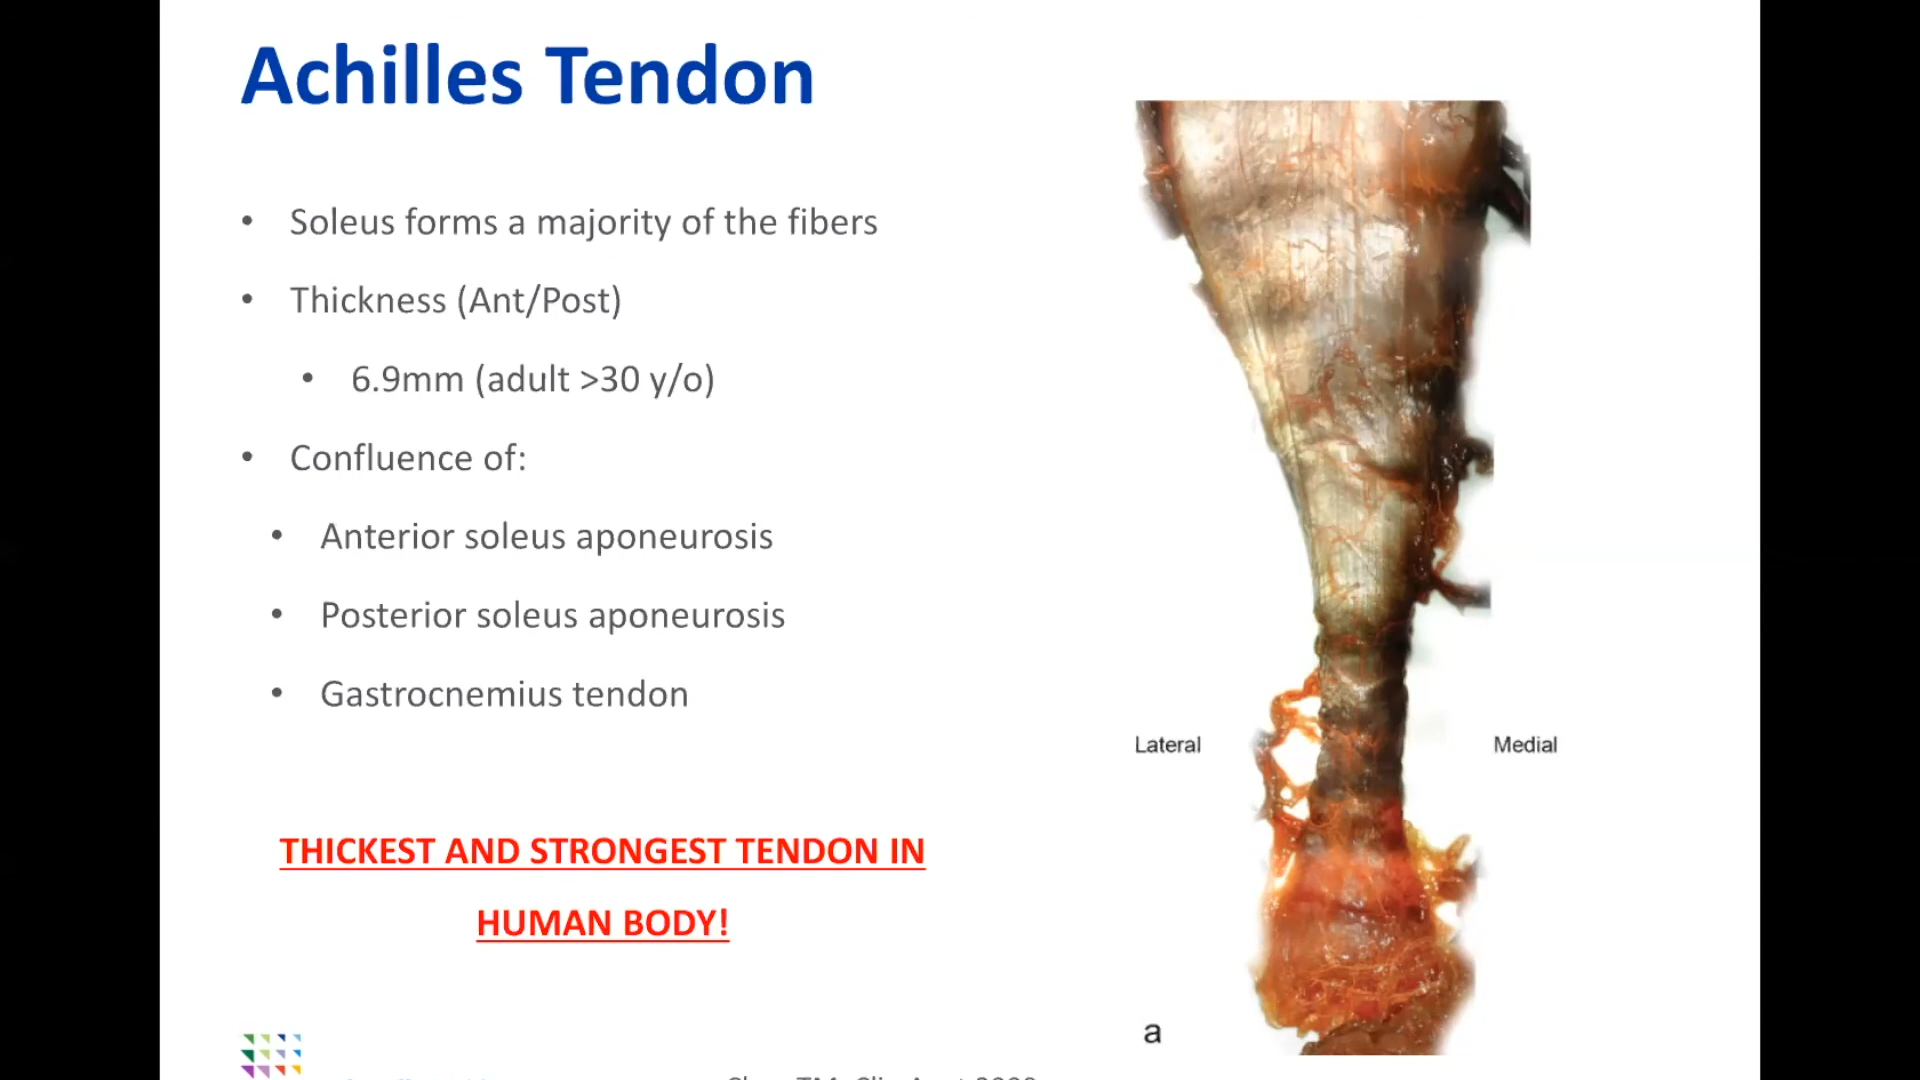 Achilles Tendon
• Soleus forms a majority of the fibers
• Thickness (Ant/Post)
• 6.9mm (adult >30 y/o)
• Confluence of:
• Anterior soleus aponeurosis
• Posterior soleus aponeurosis
• Gastrocnemius tendon
THICKEST AND STRONGEST TENDON IN
HUMAN BODY!
Lateral
Medial
a